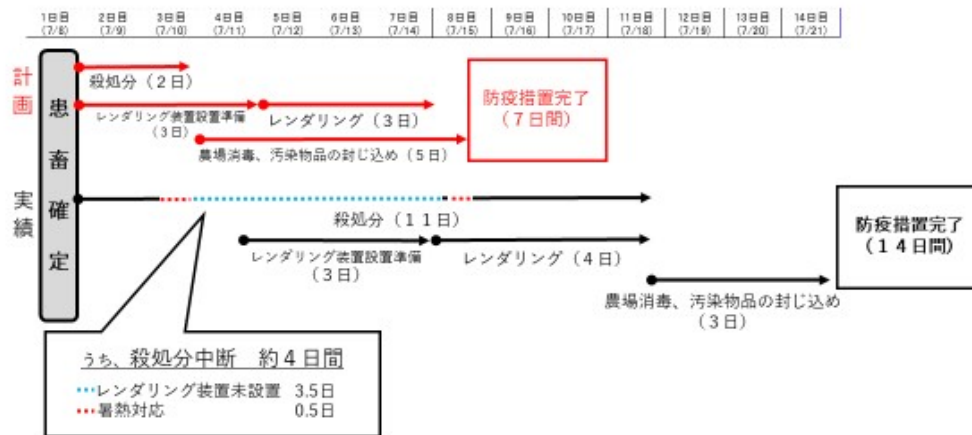 1日目 2日目 3日目 4日目 5日目 6日目 7日目 8日目 9日目 10日目 11日目 12日目 13日目 14日目
(7/8) (7/9) (7/10) (7/11) (7/12) (7/13) (7/14) (7/15) (7/16) (7/17) (7/18) (7/19) (7/20) (7/21)
計画
患畜確定
殺処分（２日）
レンダリング装置設置準備
（３日）
レンダリング（３日）
農場消毒、汚染物品の封じ込め（５日）
防疫措置完了
（７日間）
実績
殺処分（１１日）
レンダリング装置設置準備
（３日）
レンダリング（４日）
農場消毒、汚染物品の封じ込め
（３日）
防疫措置完了
（１４日間）
うち、殺処分中断　約４日間
レンダリング装置未設置　3.5日
暑熱対応　0.5日